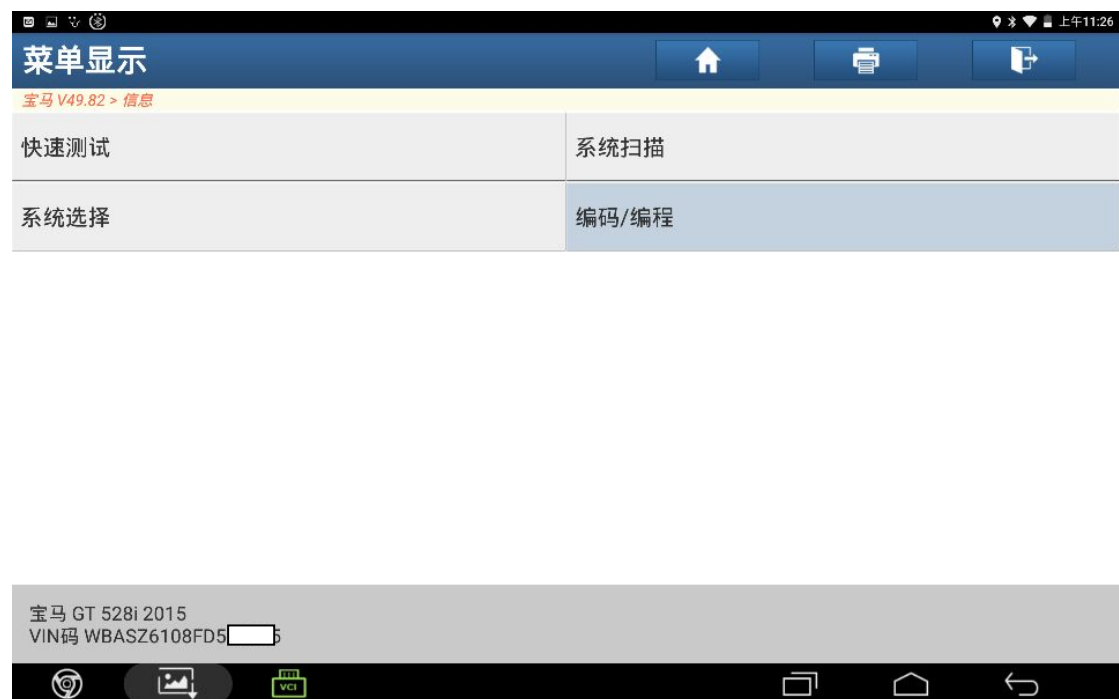 上午11:26
菜单显示
宝马 V49.82 > 信息
快速测试
系统扫描
系统选择
编码/编程
宝马 GT 528i 2015
VIN码 WBASZ6108FD5 5
VCI